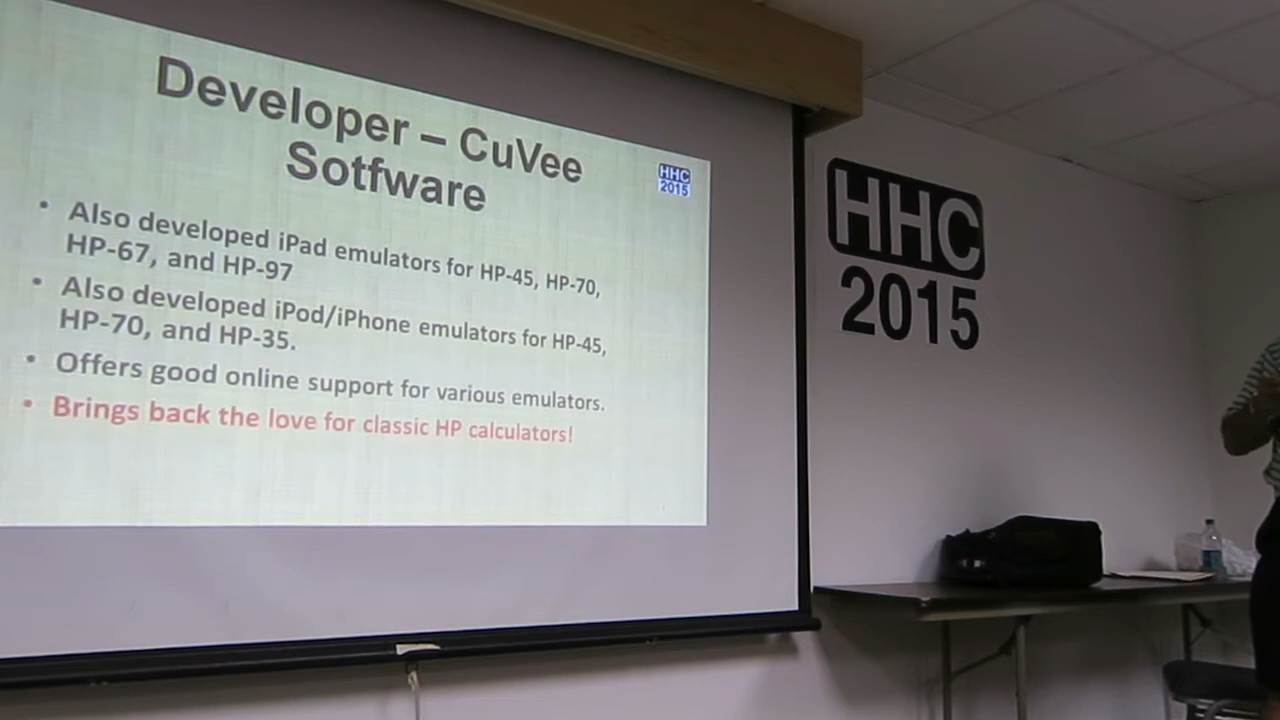 Developer – CuVee
Sotfware
HHC
2015
• Also developed iPad emulators for HP-45, HP-70,
HP-67, and HP-97
• Also developed iPod/iPhone emulators for HP-45,
HP-70, and HP-35.
• Offers good online support for various emulators.
• Brings back the love for classic HP calculators!
HHC
2015